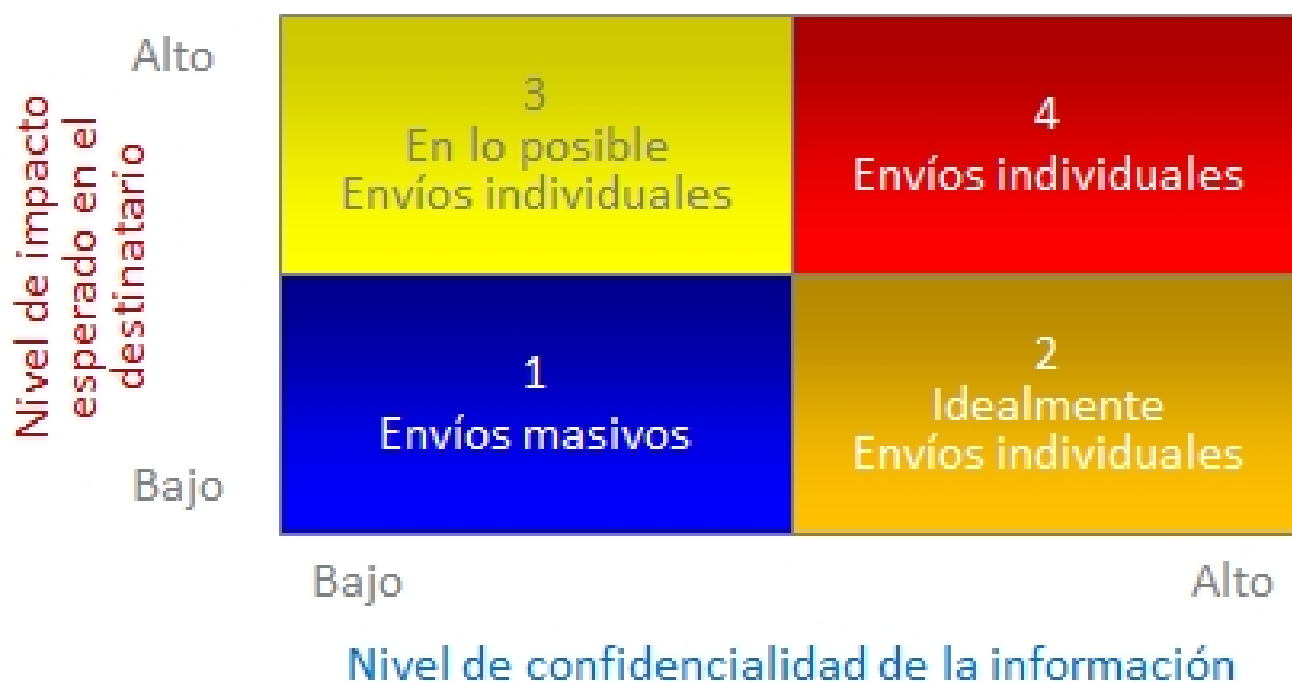 Alto
Nivel de impacto
esperado en el
destinatario
3
En lo posible
Envíos individuales
4
Envíos individuales
1
Envíos masivos
2
Idealmente
Envíos individuales
Bajo
Bajo
Alto
Nivel de confidencialidad de la información